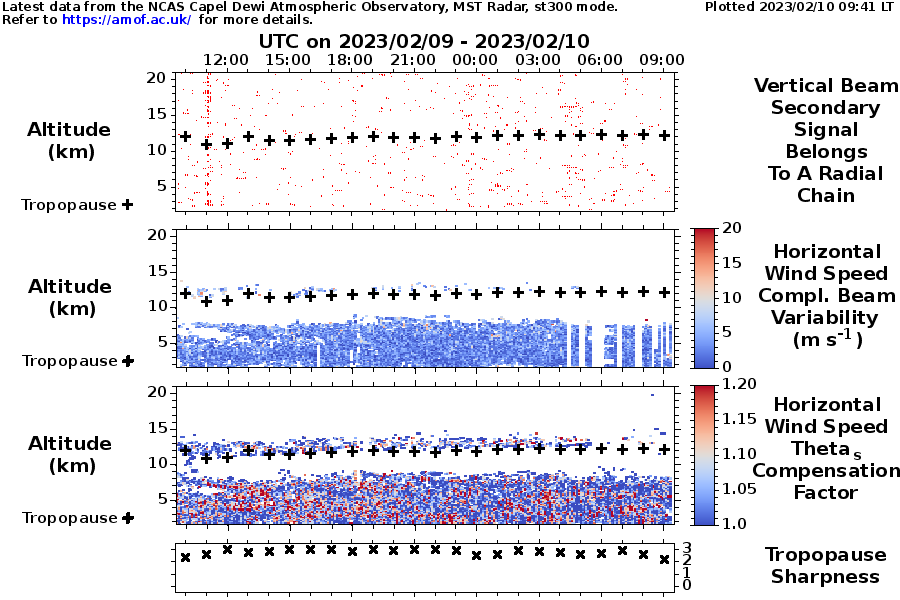 Latest data from the NCAS Capel Dewi Atmospheric Observatory, MST Radar, st300 mode.
Plotted 2023/02/10 09:41 LT
Refer to https://amof.ac.uk/ for more details.
UTC on 2023/02/09 - 2023/02/10
12:00 15:00 18:00 21:00 00:00 03:00 06:00 09:00
20
15
10
5
Altitude
(km)
Tropopause +
Vertical Beam
Secondary
Signal
Belongs
To A Radial
Chain
20
15
10
5
Altitude
(km)
Tropopause +
20
15
10
5
0
Horizontal
Wind Speed
Compl. Beam
Variability
(m s⁻¹)
20
15
10
5
Altitude
(km)
Tropopause +
1.20
1.15
1.10
1.05
1.0
Horizontal
Wind Speed
Theta s
Compensation
Factor
3
2
1
0
Tropopause
Sharpness